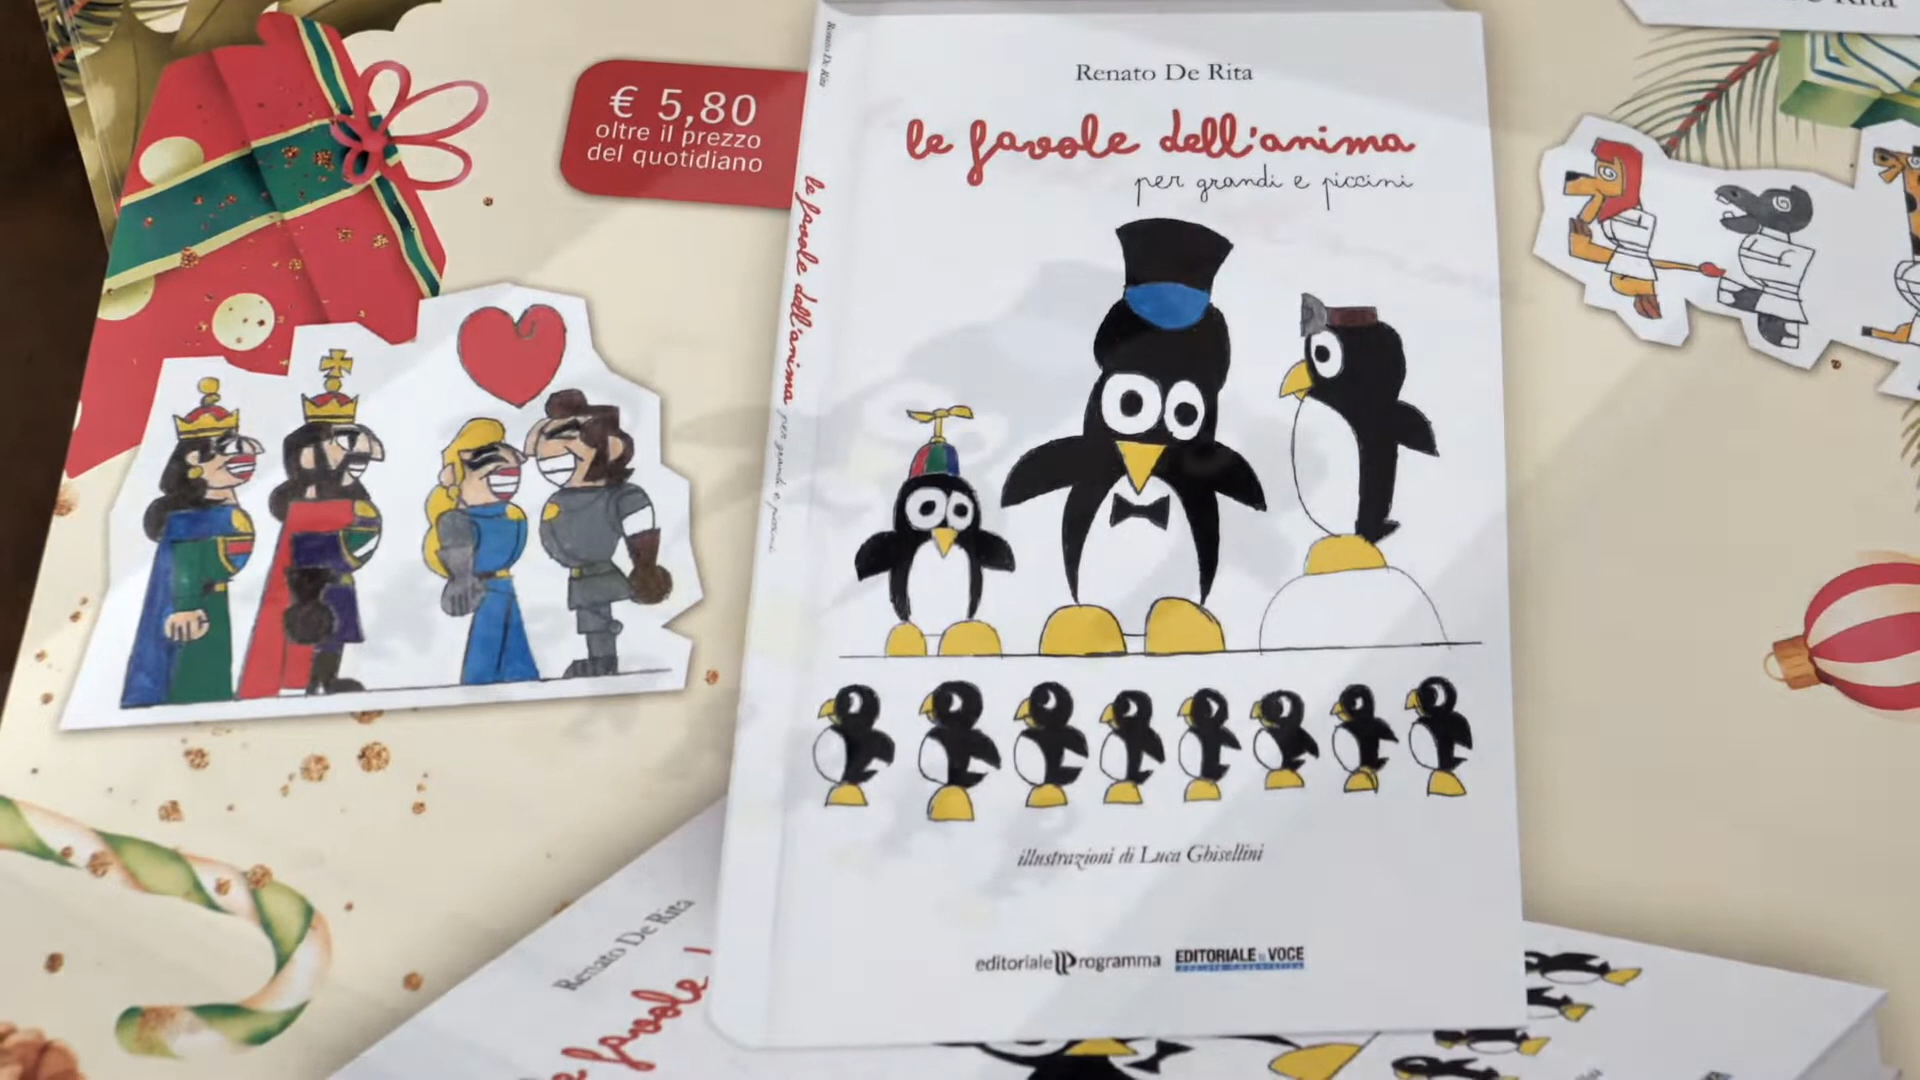 € 5,80
oltre il prezzo
del quotidiano
Renato De Rita
le favole dell'anima per grandi e piccini
Renato De Rita
le favole dell'anima
per grandi e piccini
illustrazioni di Luca Ghisellini
editoriale Programma
EDITORIALE LA VOCE
Renato De Rita
le favole
Rita